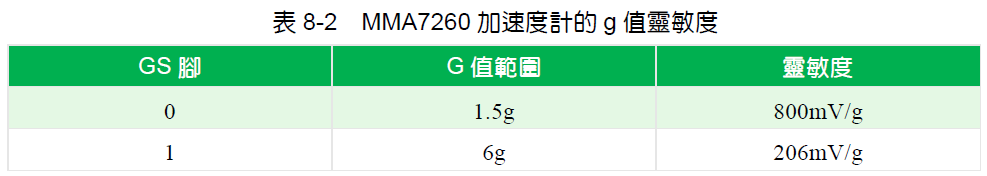 表 8-2 MMA7260 加速度計的 g 值靈敏度
GS 腳 G 值範圍 靈敏度
0 1.5g 800mV/g
1 6g 206mV/g